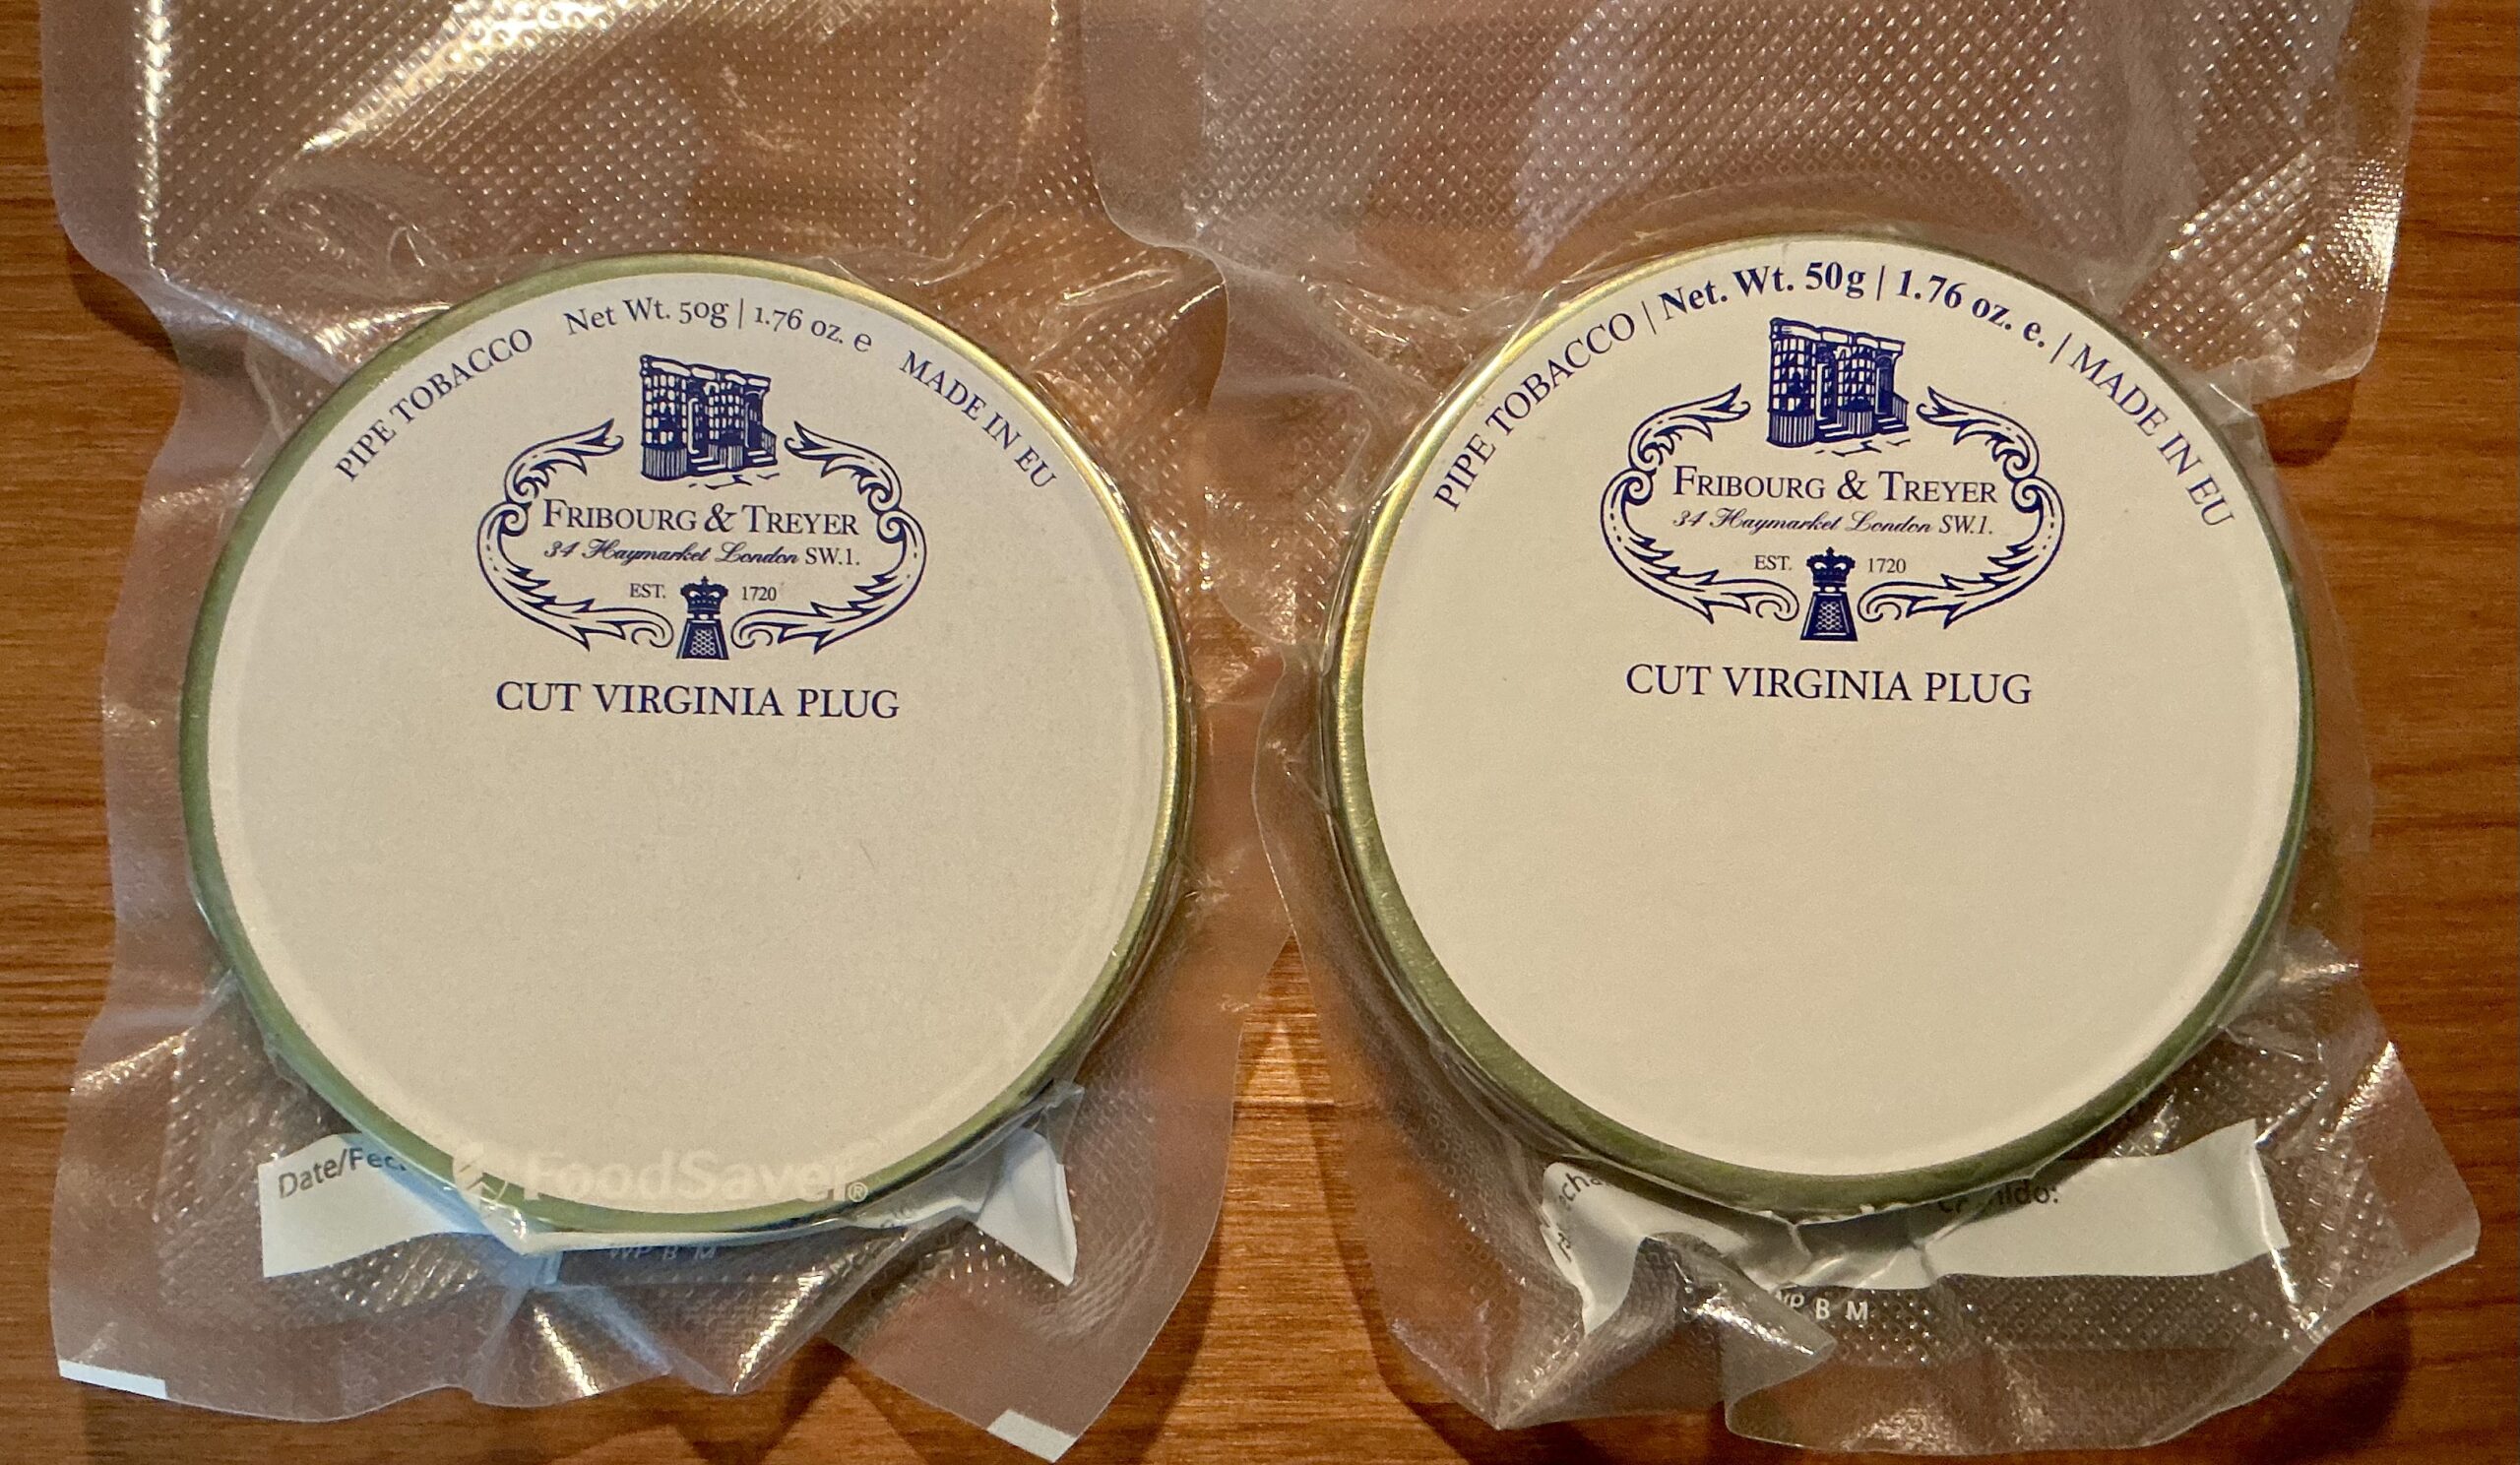 PIPE TOBACCO Net Wt. 50g | 1.76 oz. e MADE IN EU
FRIBOURG & TREYER
34 Haymarket London SW.1.
EST. 1720
CUT VIRGINIA PLUG
FoodSaver®
WP B M
PIPE TOBACCO | Net. Wt. 50g | 1.76 oz. e. | MADE IN EU
FRIBOURG & TREYER
34 Haymarket London SW.1.
EST. 1720
CUT VIRGINIA PLUG
B M